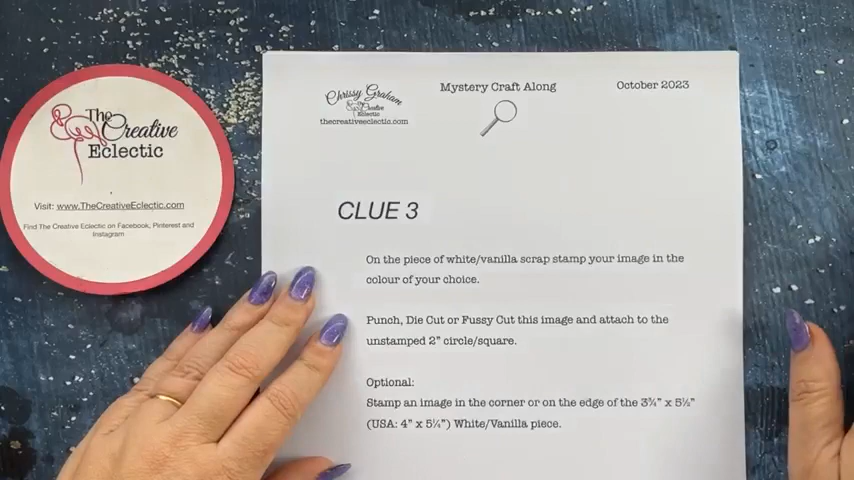 The
Creative
Eclectic
Visit: www.TheCreativeEclectic.com
Find The Creative Eclectic on Facebook, Pinterest and
Instagram
Chrissy Graham
The
Creative
Eclectic
thecreativeeclectic.com
Mystery Craft Along
October 2023
CLUE 3
On the piece of white/vanilla scrap stamp your image in the
colour of your choice.
Punch, Die Cut or Fussy Cut this image and attach to the
unstamped 2” circle/square.
Optional:
Stamp an image in the corner or on the edge of the 3¾” x 5½”
(USA: 4” x 5¼”) White/Vanilla piece.